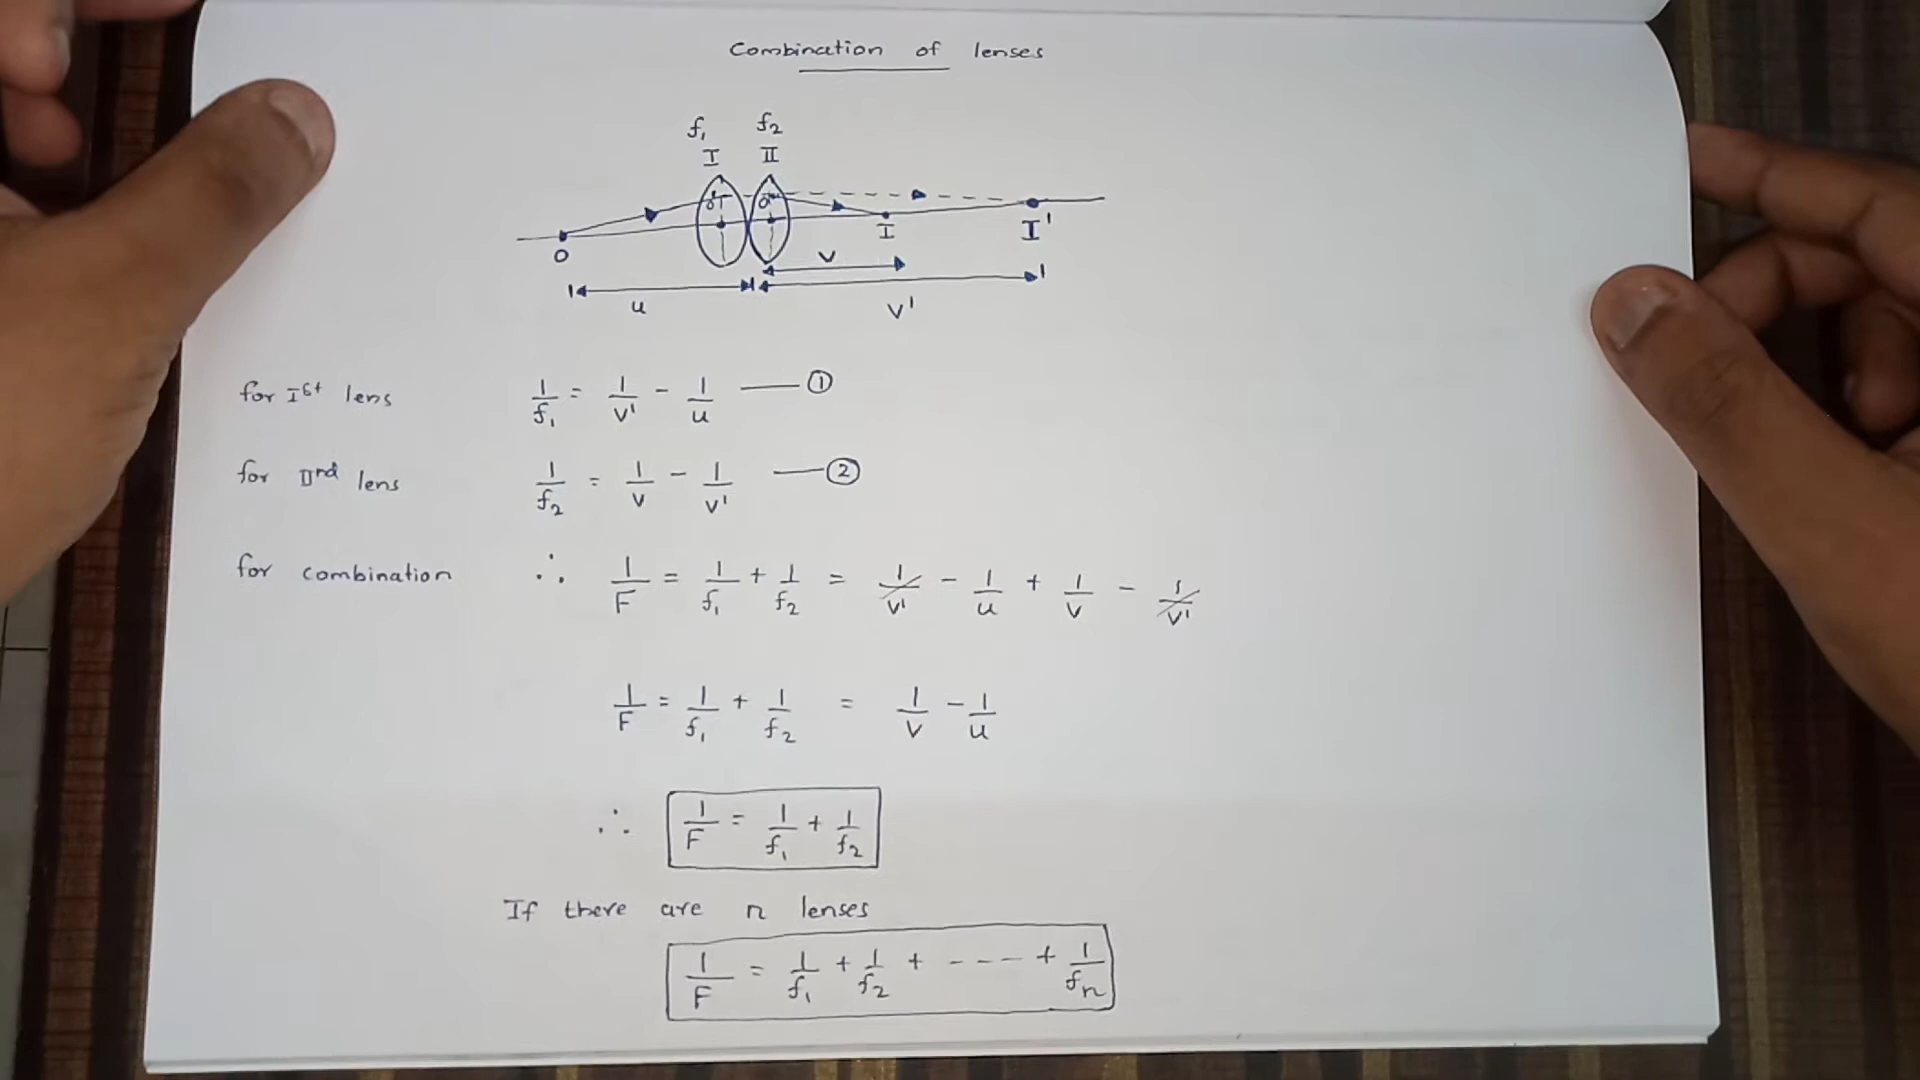 Combination of lenses
f₁ f₂
I II
O I I'
v
u v'
for Ist lens 1/f₁ = 1/v' - 1/u —— ①
for IInd lens 1/f₂ = 1/v - 1/v' —— ②
for combination ∴ 1/F = 1/f₁ + 1/f₂ = 1/v' - 1/u + 1/v - 1/v'
1/F = 1/f₁ + 1/f₂ = 1/v - 1/u
∴ 1/F = 1/f₁ + 1/f₂
If there are n lenses
1/F = 1/f₁ + 1/f₂ + ---- + 1/fn